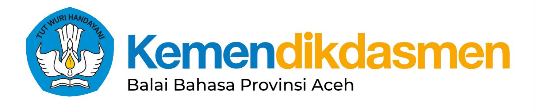 TUT WURI HANDAYANI
Kemendikdasmen
Balai Bahasa Provinsi Aceh